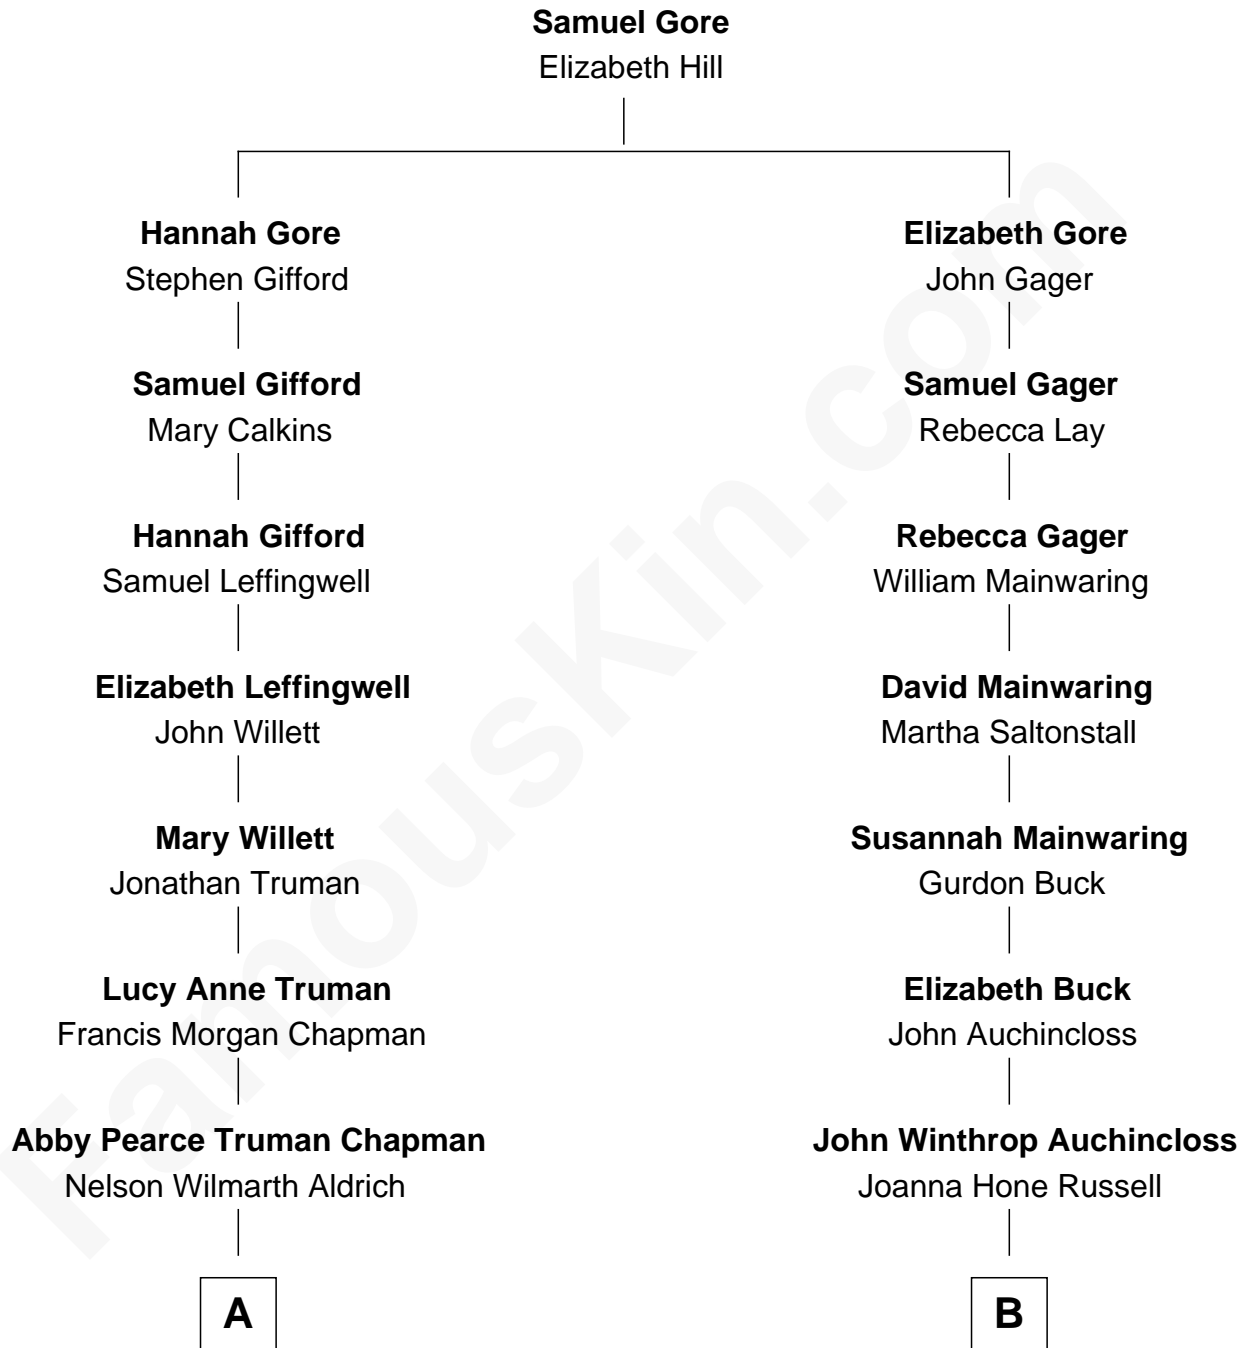 Samuel Gore
Elizabeth Hill
Hannah Gore
Stephen Gifford
Elizabeth Gore
John Gager
Samuel Gifford
Mary Calkins
Samuel Gager
Rebecca Lay
Hannah Gifford
Samuel Leffingwell
Rebecca Gager
William Mainwaring
Elizabeth Leffingwell
John Willett
David Mainwaring
Martha Saltonstall
Mary Willett
Jonathan Truman
Susannah Mainwaring
Gurdon Buck
Lucy Anne Truman
Francis Morgan Chapman
Elizabeth Buck
John Auchincloss
Abby Pearce Truman Chapman
Nelson Wilmarth Aldrich
John Winthrop Auchincloss
Joanna Hone Russell
A
B
FamousKin.com